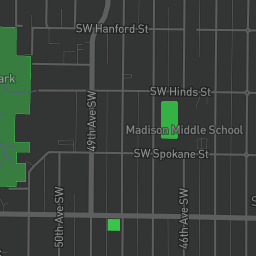 SW Hanford St
ark
SW Hinds St
49th Ave SW
Madison Middle School
SW Spokane St
50th Ave SW
46th Ave SW
S